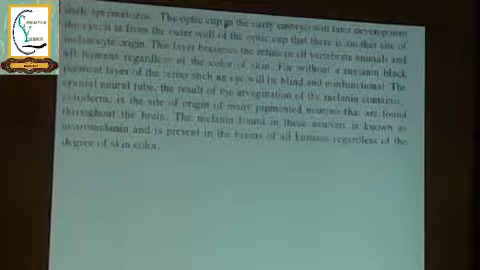 such spermatozoa. The optic cup in the early embryo will later develop into
the eye. It is from the outer wall of the optic cup that there is another site of
melanocyte origin. This layer becomes the retina in all vertebrate animals and
all humans regardless of the color of skin. For without a melanin black
pigment layer of the retina such an eye will be blind and nonfunctional. The
cranial neural tube, the result of the invagination of the melanin containing
ectoderm, is the site of origin of many pigmented neurons that are found
throughout the brain. The melanin found in these neurons is known as
neuromelanin and is present in the brains of all humans regardless of the
degree of skin color.